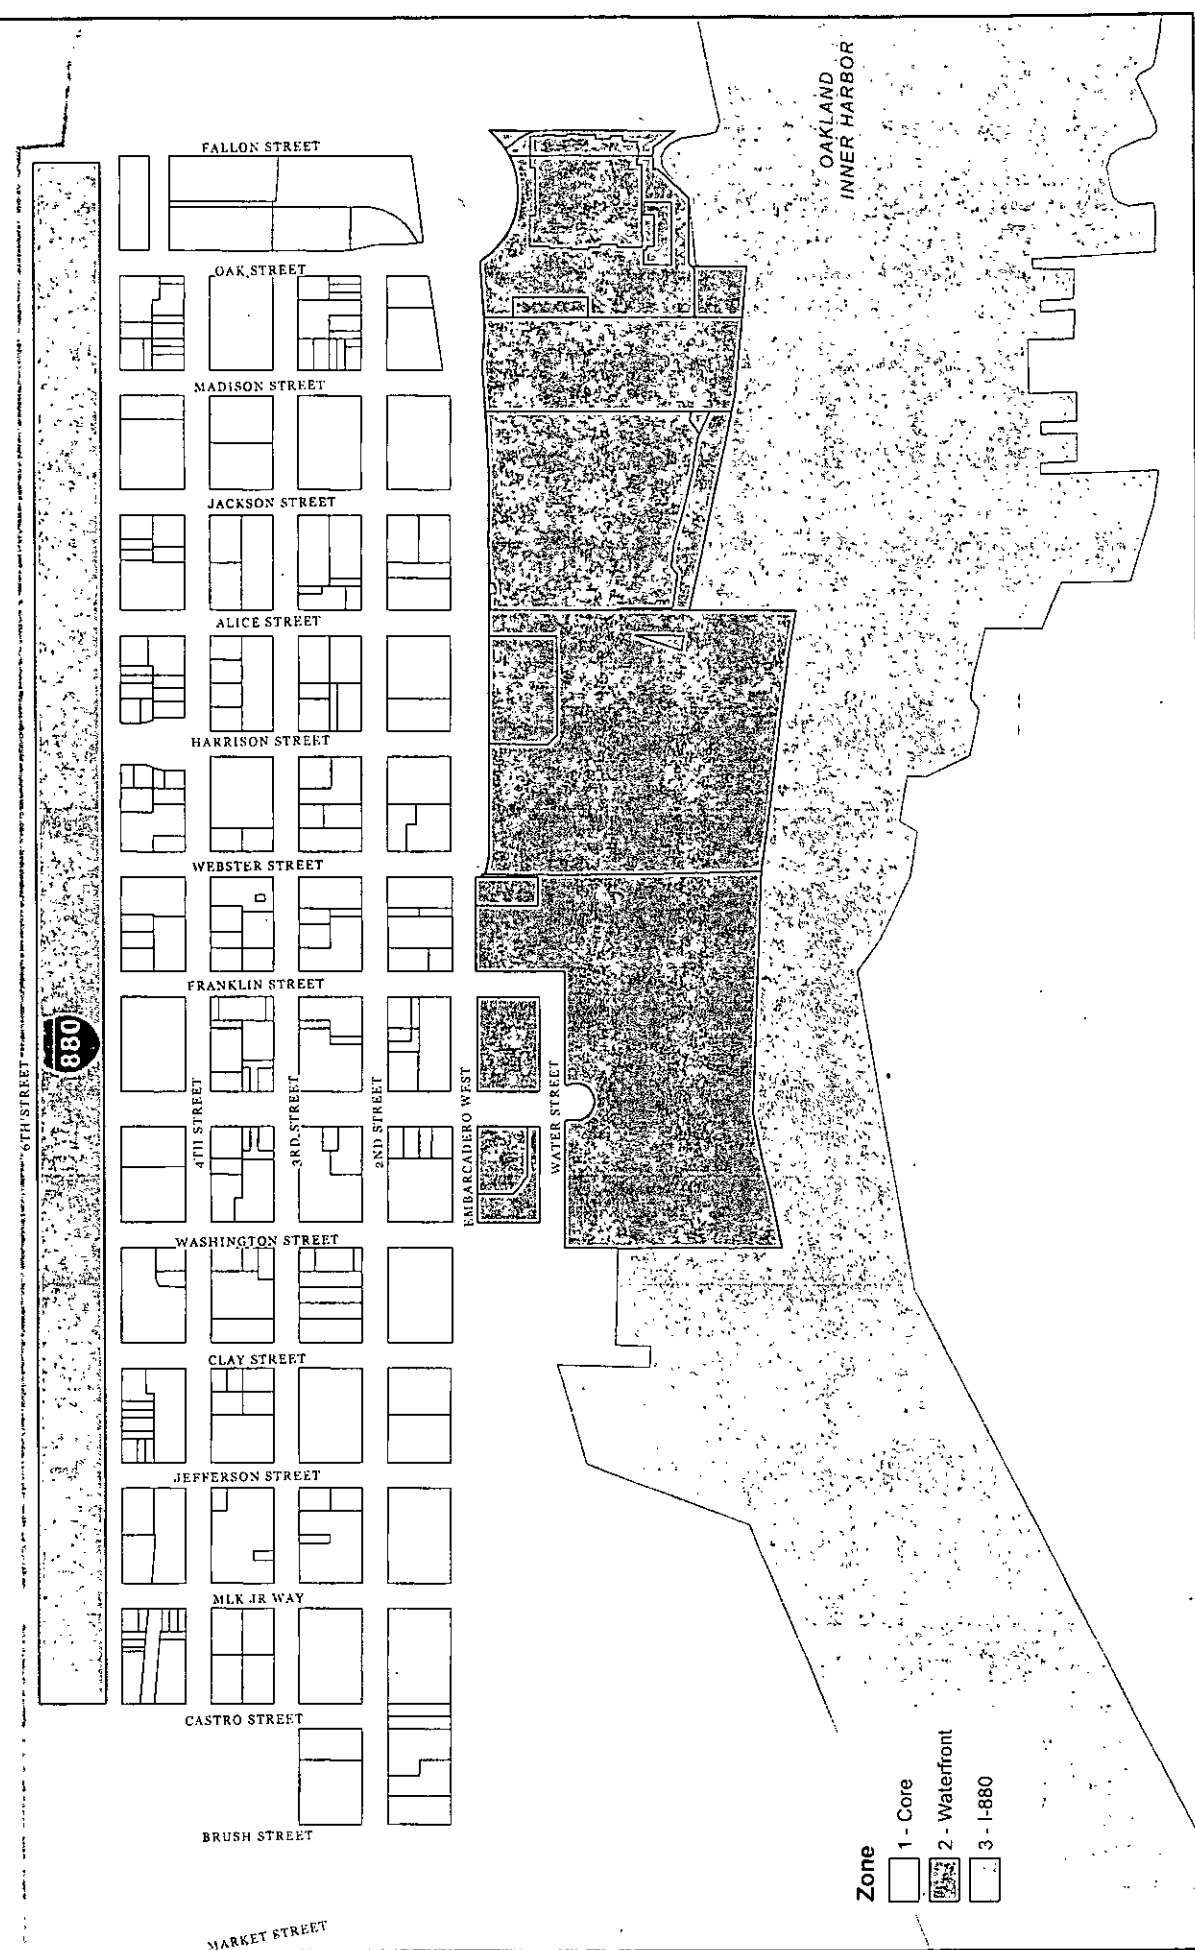 OAKLAND
INNER HARBOR
FALLON STREET
OAK STREET
MADISON STREET
JACKSON STREET
ALICE STREET
HARRISON STREET
WEBSTER STREET
FRANKLIN STREET
6TH STREET
880
4TH STREET
3RD STREET
2ND STREET
EMBARCADERO WEST
WATER STREET
WASHINGTON STREET
CLAY STREET
JEFFERSON STREET
MLK JR WAY
CASTRO STREET
BRUSH STREET
MARKET STREET
Zone
1 - Core
2 - Waterfront
3 - I-880